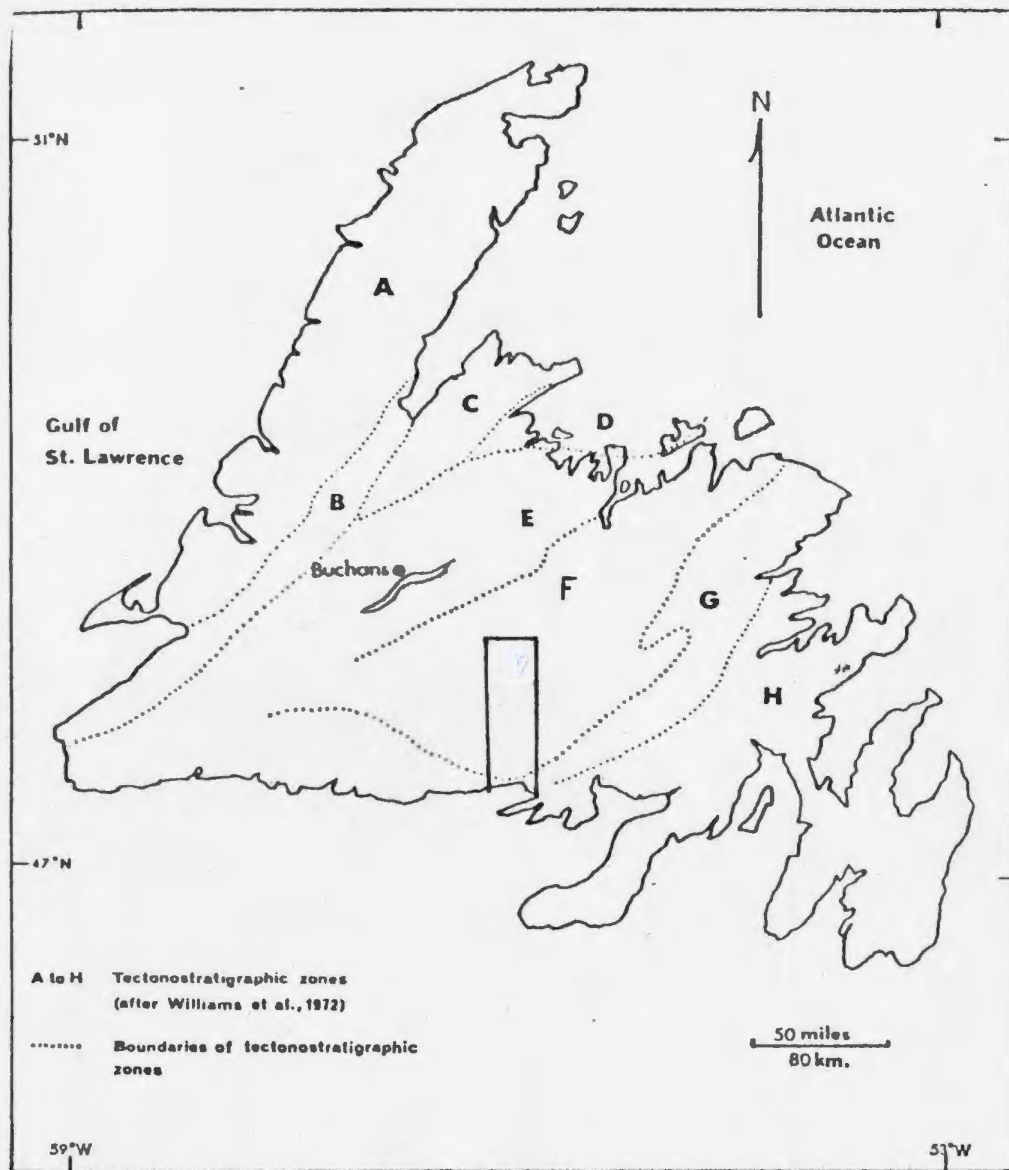 51°N
N
Atlantic
Ocean
A
Gulf of
St. Lawrence
C
D
B
E
Buchans
F
G
H
47°N
A to H Tectonostratigraphic zones
(after Williams et al., 1972)
Boundaries of tectonostratigraphic
zones
50 miles
80 km.
59°W
53°W